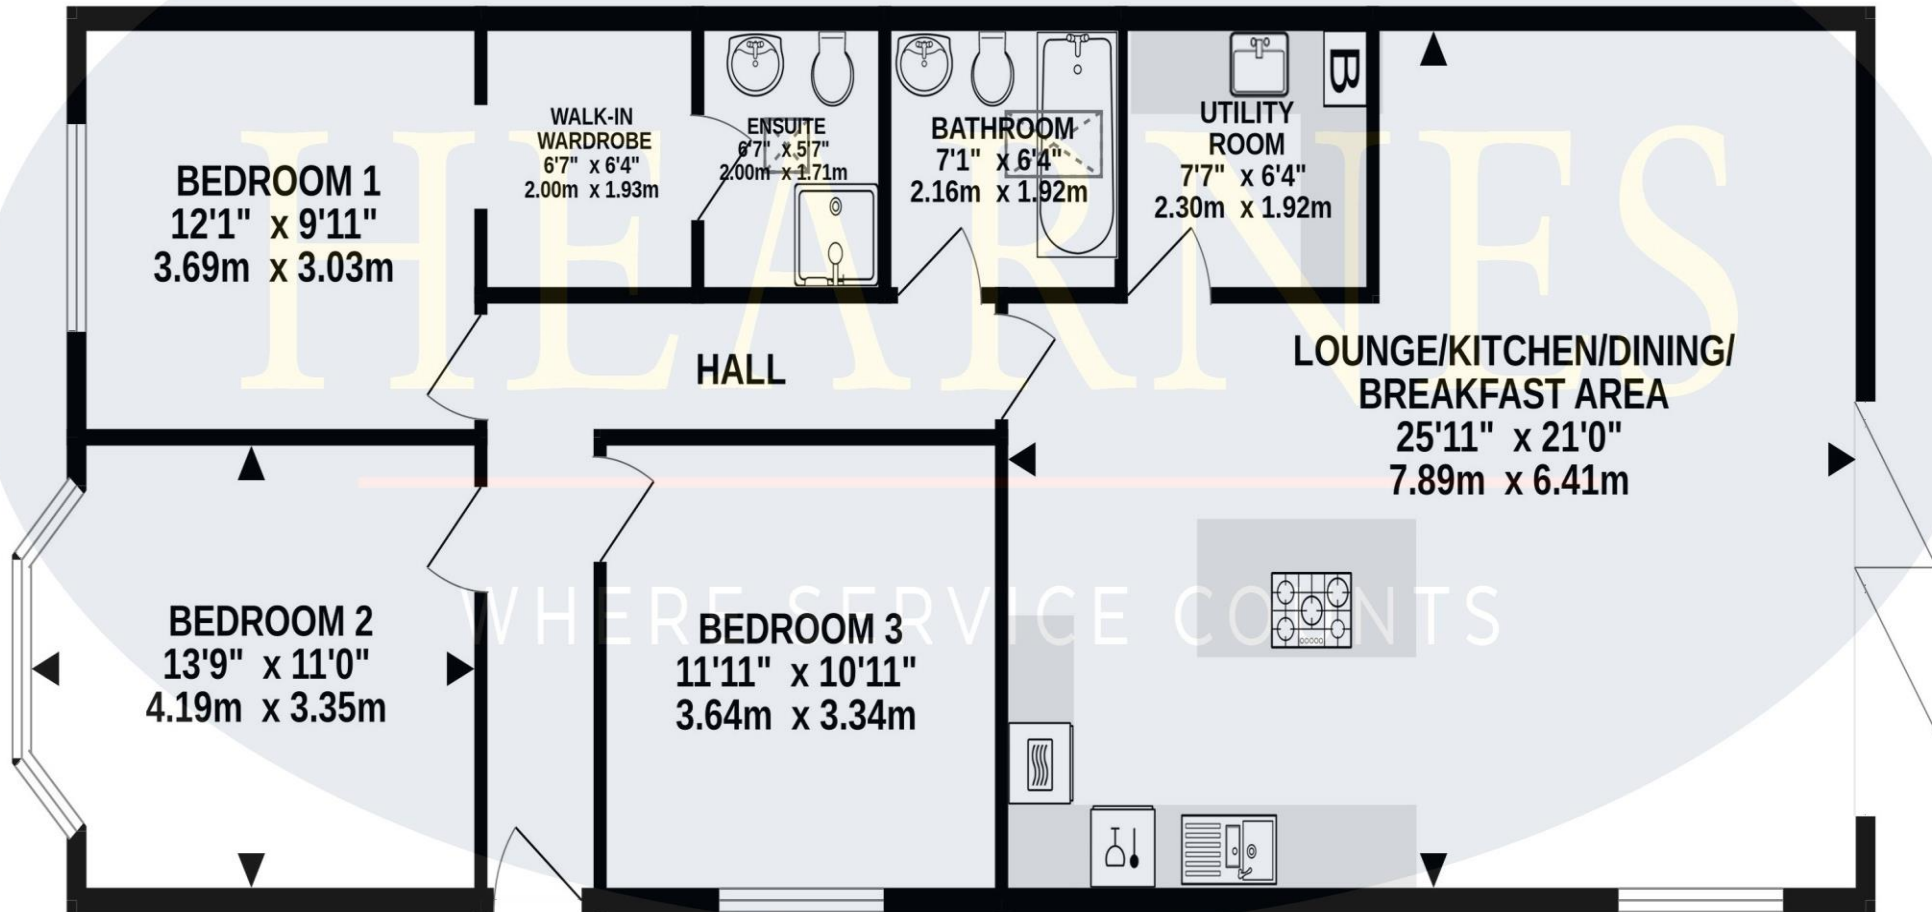 BEDROOM 1
12'1" x 9'11"
3.69m x 3.03m
WALK-IN
WARDROBE
6'7" x 6'4"
2.00m x 1.93m
ENSUITE
6'7" x 5'7"
2.00m x 1.71m
BATHROOM
7'1" x 6'4"
2.16m x 1.92m
UTILITY
ROOM
7'7" x 6'4"
2.30m x 1.92m
B
HEARNES
HALL
LOUNGE/KITCHEN/DINING/
BREAKFAST AREA
25'11" x 21'0"
7.89m x 6.41m
WHERE SERVICE COUNTS
BEDROOM 2
13'9" x 11'0"
4.19m x 3.35m
BEDROOM 3
11'11" x 10'11"
3.64m x 3.34m